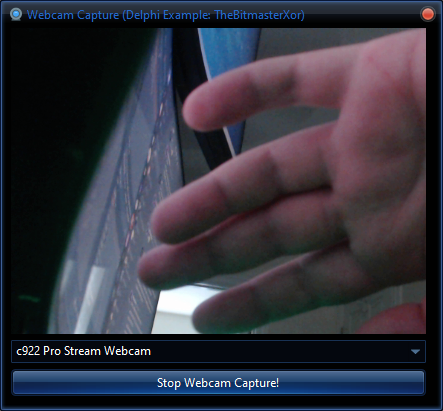 Webcam Capture (Delphi Example: TheBitmasterXor)
c922 Pro Stream Webcam
Stop Webcam Capture!